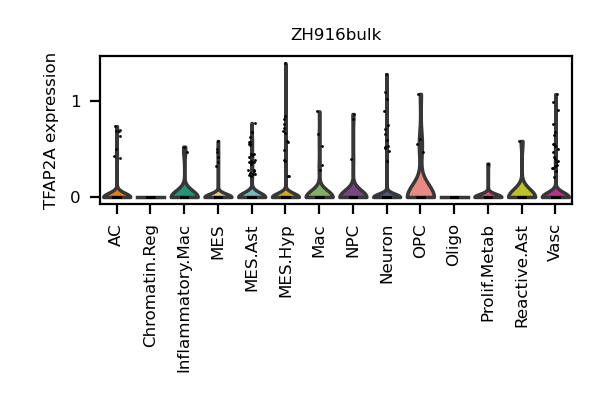 ZH916bulk
TFAP2A expression
1
0
AC
Chromatin.Reg
Inflammatory.Mac
MES
MES.Ast
MES.Hyp
Mac
NPC
Neuron
OPC
Oligo
Prolif.Metab
Reactive.Ast
Vasc